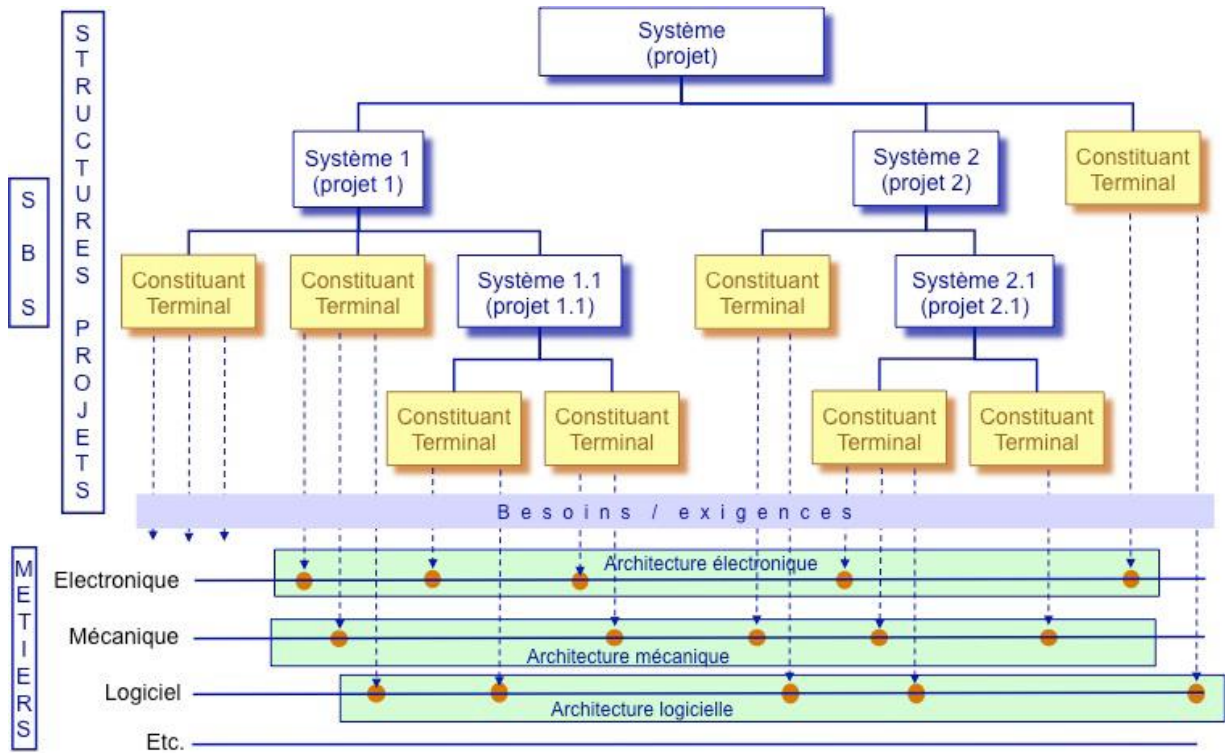 STRUCTURES PROJETS
SBS
Système
(projet)
Système 1
(projet 1)
Système 2
(projet 2)
Constituant
Terminal
Constituant
Terminal
Constituant
Terminal
Système 1.1
(projet 1.1)
Constituant
Terminal
Système 2.1
(projet 2.1)
Constituant
Terminal
Constituant
Terminal
Constituant
Terminal
Constituant
Terminal
Besoins / exigences
METIERS
Electronique
Architecture électronique
Mécanique
Architecture mécanique
Logiciel
Architecture logicielle
Etc.